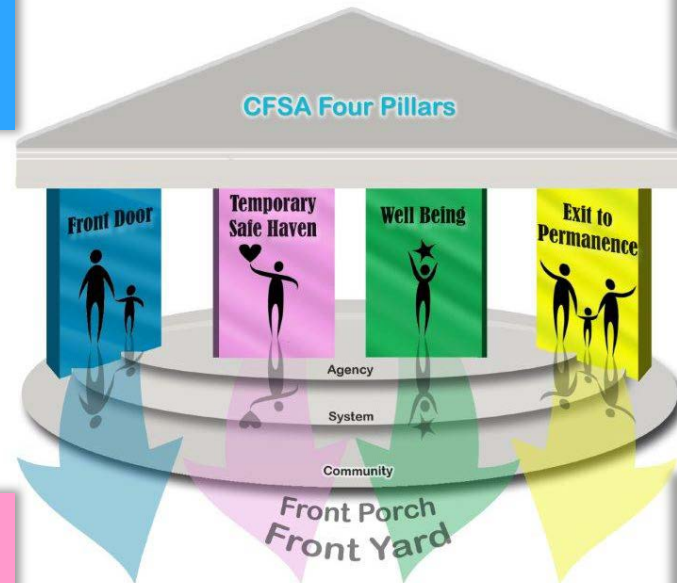 CFSA Four Pillars
Front Door
Temporary
Safe Haven
Well Being
Exit to
Permanence
Agency
System
Community
Front Porch
Front Yard